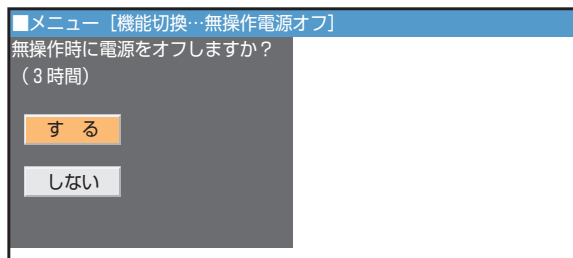 ■メニュー［機能切換…無操作電源オフ］
無操作時に電源をオフしますか？
（３時間）
す　る
しない